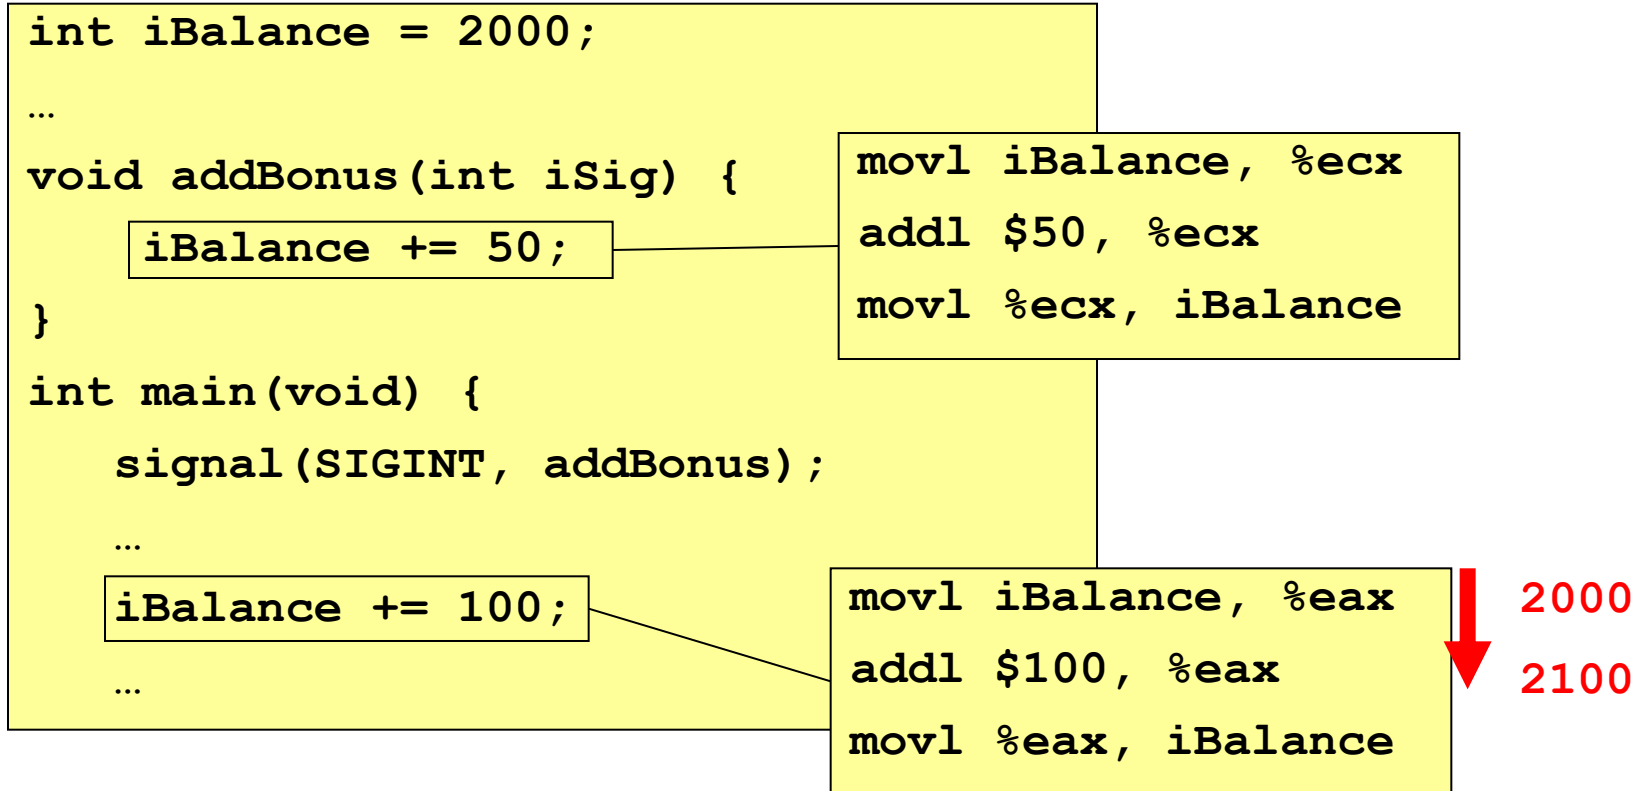 int iBalance = 2000;
…
void addBonus(int iSig) {
iBalance += 50;
}
int main(void) {
signal(SIGINT, addBonus);
…
iBalance += 100;
…
movl iBalance, %ecx
addl $50, %ecx
movl %ecx, iBalance
movl iBalance, %eax
addl $100, %eax
movl %eax, iBalance
2000
2100